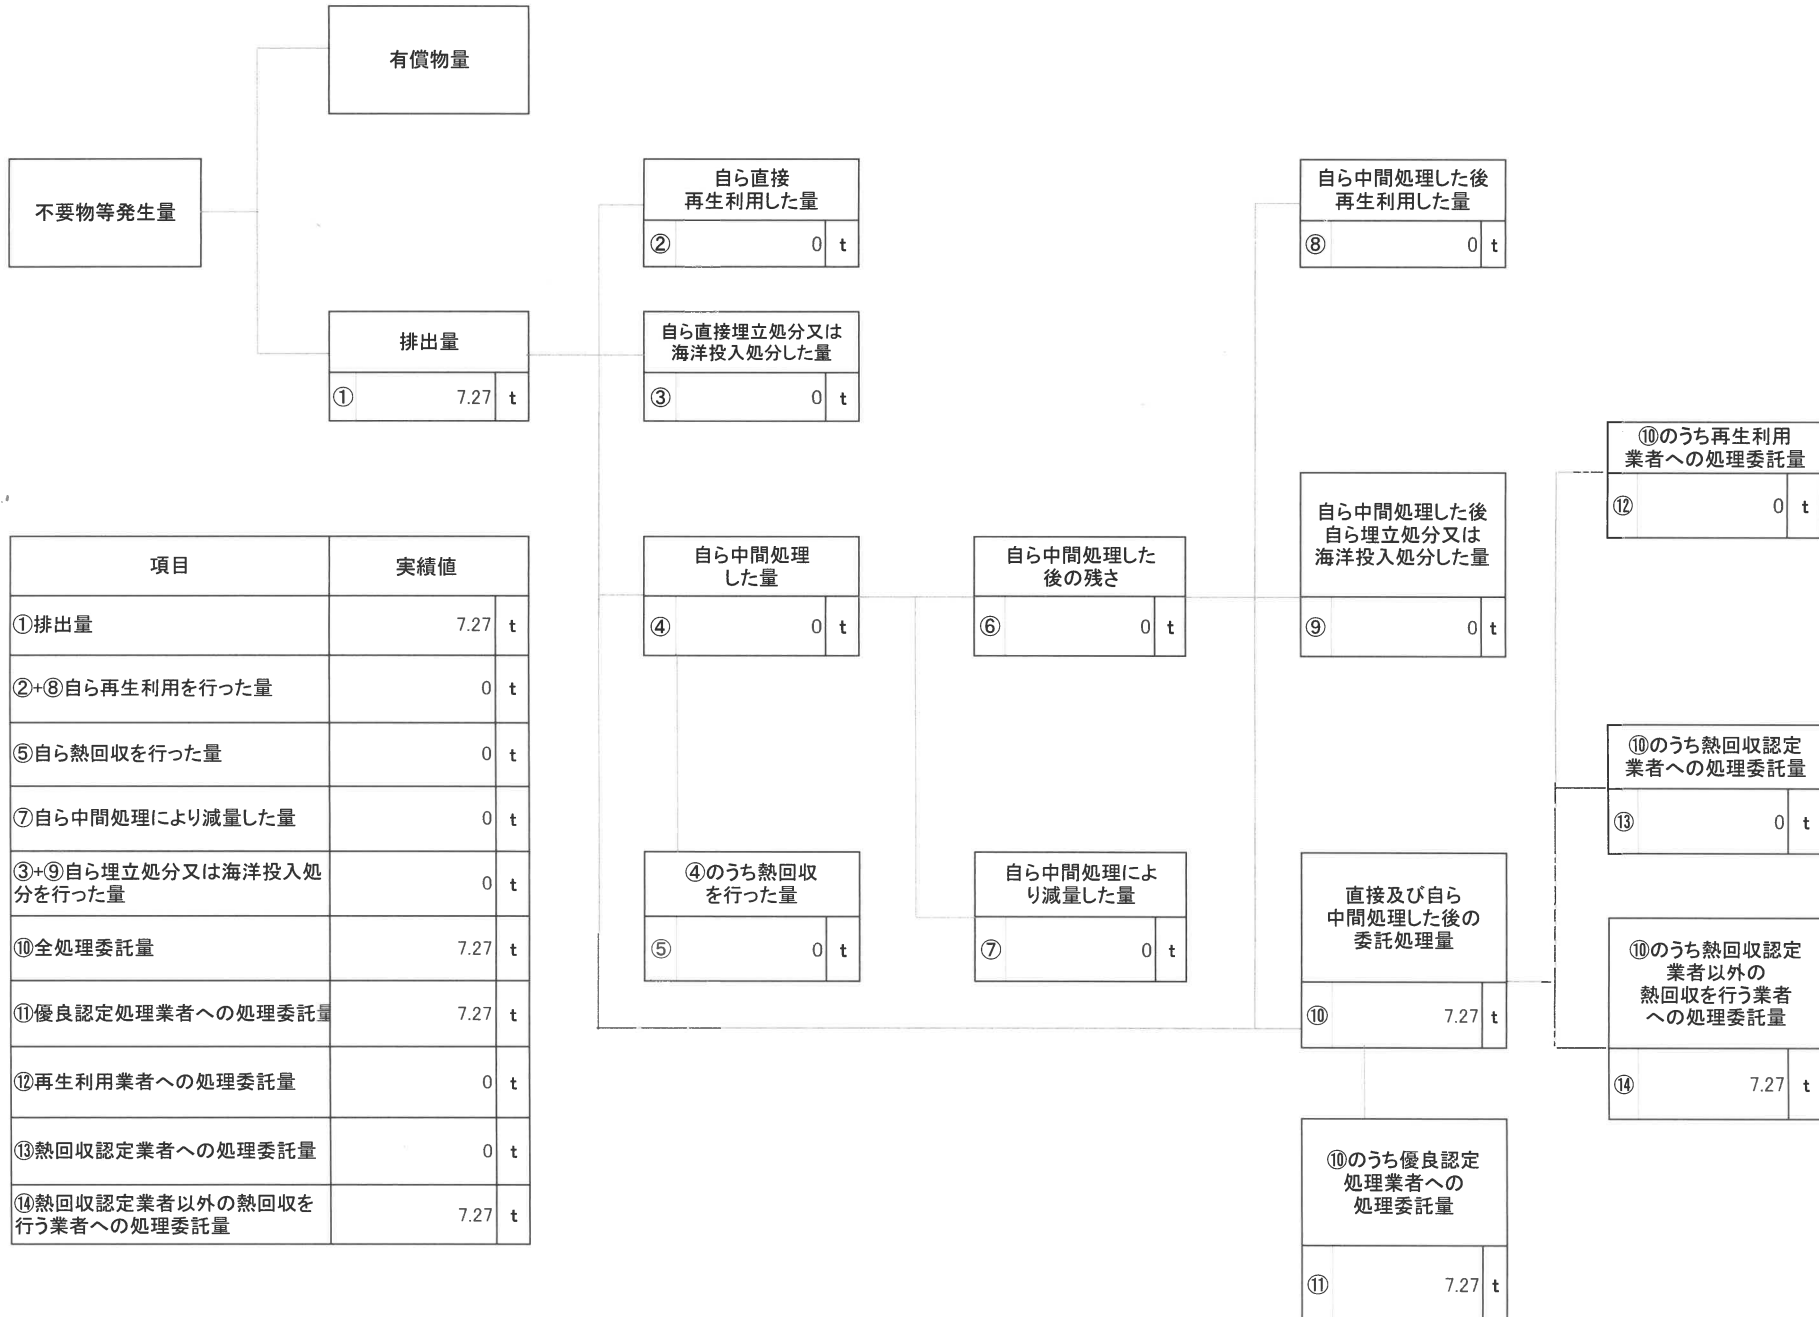 有償物量
不要物等発生量
排出量
① 7.27 t
自ら直接
再生利用した量
② 0 t
自ら直接埋立処分又は
海洋投入処分した量
③ 0 t
自ら中間処理
した量
④ 0 t
④のうち熱回収
を行った量
⑤ 0 t
自ら中間処理した
後の残さ
⑥ 0 t
自ら中間処理によ
り減量した量
⑦ 0 t
自ら中間処理した後
再生利用した量
⑧ 0 t
自ら中間処理した後
自ら埋立処分又は
海洋投入処分した量
⑨ 0 t
直接及び自ら
中間処理した後の
委託処理量
⑩ 7.27 t
⑩のうち優良認定
処理業者への
処理委託量
⑪ 7.27 t
⑩のうち再生利用
業者への処理委託量
⑫ 0 t
⑩のうち熱回収認定
業者への処理委託量
⑬ 0 t
⑩のうち熱回収認定
業者以外の
熱回収を行う業者
への処理委託量
⑭ 7.27 t
項目 実績値
①排出量 7.27 t
②+⑧自ら再生利用を行った量 0 t
⑤自ら熱回収を行った量 0 t
⑦自ら中間処理により減量した量 0 t
③+⑨自ら埋立処分又は海洋投入処
分を行った量 0 t
⑩全処理委託量 7.27 t
⑪優良認定処理業者への処理委託量 7.27 t
⑫再生利用業者への処理委託量 0 t
⑬熱回収認定業者への処理委託量 0 t
⑭熱回収認定業者以外の熱回収を
行う業者への処理委託量 7.27 t